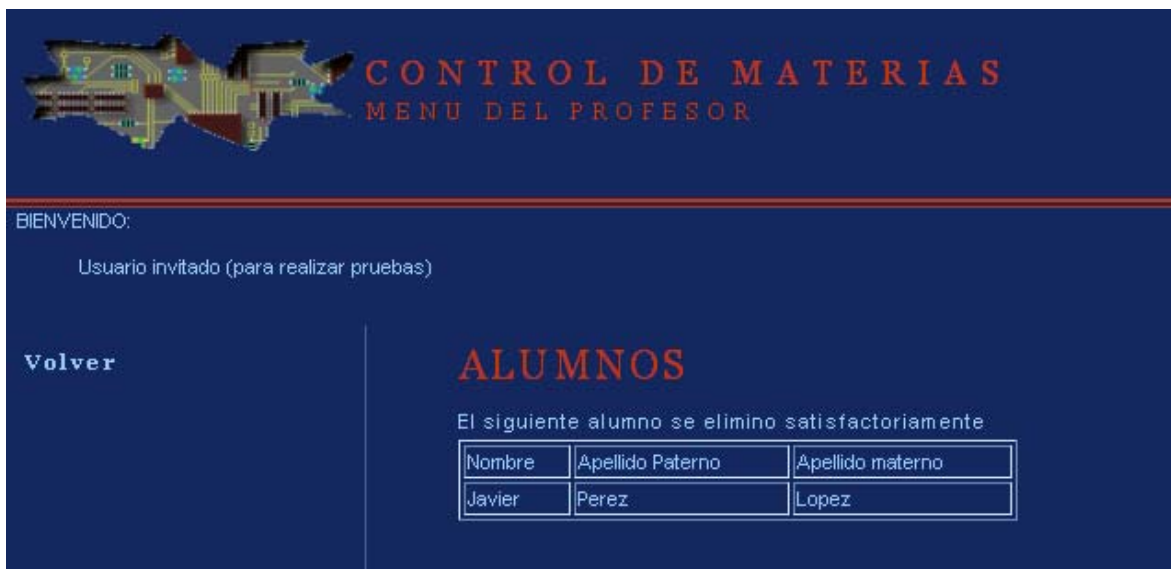 CONTROL DE MATERIAS
MENU DEL PROFESOR
BIENVENIDO:
Usuario invitado (para realizar pruebas)
Volver
ALUMNOS
El siguiente alumno se elimino satisfactoriamente
Nombre Apellido Paterno Apellido materno
Javier Perez Lopez